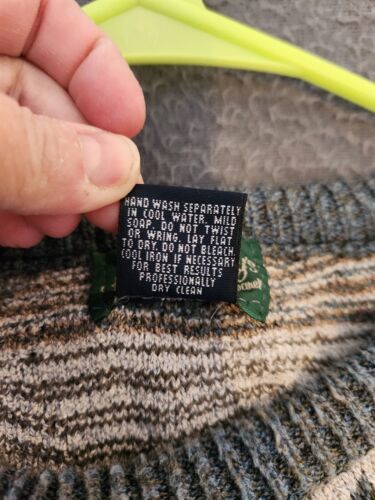 HAND WASH SEPARATELY
IN COOL WATER. MILD
SOAP. DO NOT TWIST
OR WRING. LAY FLAT
TO DRY. DO NOT BLEACH.
COOL IRON IF NECESSARY
FOR BEST RESULTS
PROFESSIONALLY
DRY CLEAN